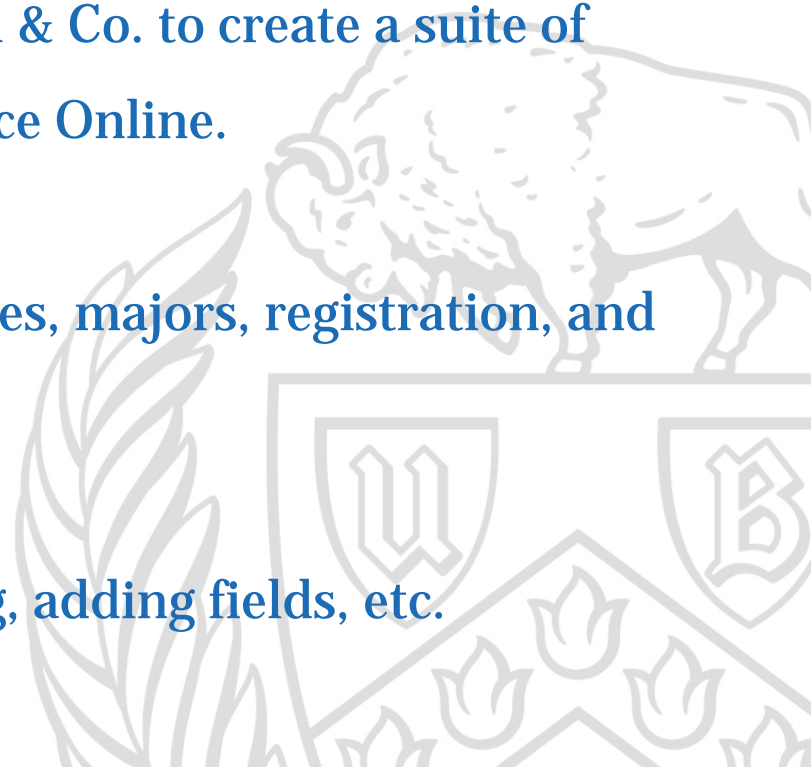 & Co. to create a suite of
ce Online.
es, majors, registration, and
U B
g, adding fields, etc.